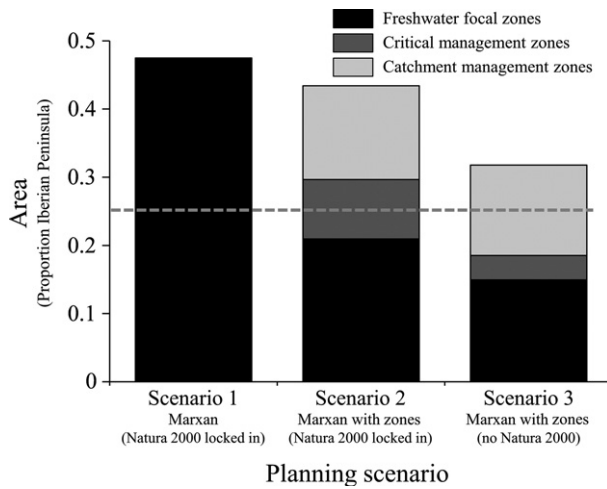 Freshwater focal zones
Critical management zones
Catchment management zones
0.5
0.4
0.3
0.2
0.1
0
Area
(Proportion Iberian Peninsula)
Scenario 1
Marxan
(Natura 2000 locked in)
Scenario 2
Marxan with zones
(Natura 2000 locked in)
Scenario 3
Marxan with zones
(no Natura 2000)
Planning scenario